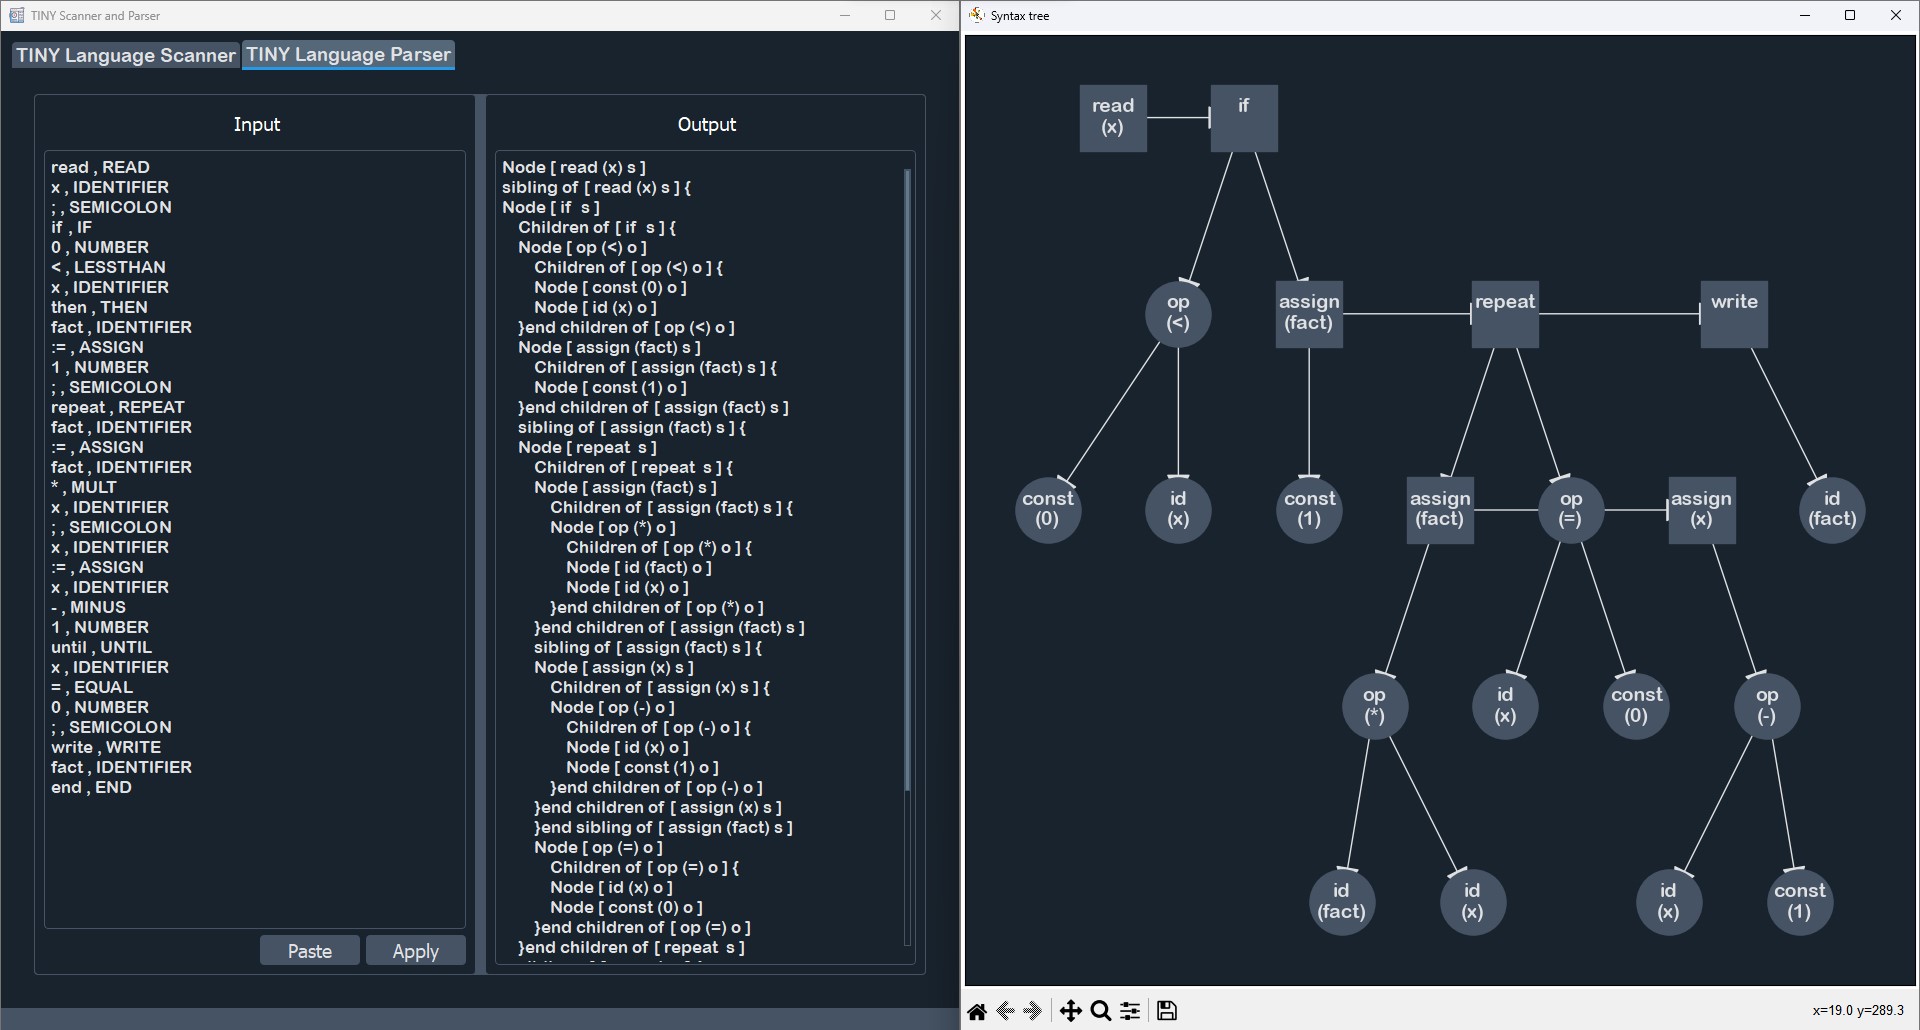 TINY Scanner and Parser
TINY Language Scanner
TINY Language Parser
Input
read , READ
x , IDENTIFIER
; , SEMICOLON
if , IF
0 , NUMBER
< , LESSTHAN
x , IDENTIFIER
then , THEN
fact , IDENTIFIER
:= , ASSIGN
1 , NUMBER
; , SEMICOLON
repeat , REPEAT
fact , IDENTIFIER
:= , ASSIGN
fact , IDENTIFIER
* , MULT
x , IDENTIFIER
; , SEMICOLON
x , IDENTIFIER
:= , ASSIGN
x , IDENTIFIER
- , MINUS
1 , NUMBER
until , UNTIL
x , IDENTIFIER
= , EQUAL
0 , NUMBER
; , SEMICOLON
write , WRITE
fact , IDENTIFIER
end , END
Paste
Apply
Output
Node [ read (x) s ]
sibling of [ read (x) s ] {
Node [ if  s ]
Children of [ if  s ] {
Node [ op (<) o ]
Children of [ op (<) o ] {
Node [ const (0) o ]
Node [ id (x) o ]
}end children of [ op (<) o ]
Node [ assign (fact) s ]
Children of [ assign (fact) s ] {
Node [ const (1) o ]
}end children of [ assign (fact) s ]
sibling of [ assign (fact) s ] {
Node [ repeat  s ]
Children of [ repeat  s ] {
Node [ assign (fact) s ]
Children of [ assign (fact) s ] {
Node [ op (*) o ]
Children of [ op (*) o ] {
Node [ id (fact) o ]
Node [ id (x) o ]
}end children of [ op (*) o ]
}end children of [ assign (fact) s ]
sibling of [ assign (fact) s ] {
Node [ assign (x) s ]
Children of [ assign (x) s ] {
Node [ op (-) o ]
Children of [ op (-) o ] {
Node [ id (x) o ]
Node [ const (1) o ]
}end children of [ op (-) o ]
}end children of [ assign (x) s ]
}end sibling of [ assign (fact) s ]
Node [ op (=) o ]
Children of [ op (=) o ] {
Node [ id (x) o ]
Node [ const (0) o ]
}end children of [ op (=) o ]
}end children of [ repeat  s ]
Syntax tree
read
(x)
if
op
(<)
assign
(fact)
repeat
write
const
(0)
id
(x)
const
(1)
assign
(fact)
op
(=)
assign
(x)
id
(fact)
op
(*)
id
(x)
const
(0)
op
(-)
id
(fact)
id
(x)
id
(x)
const
(1)
x=19.0 y=289.3